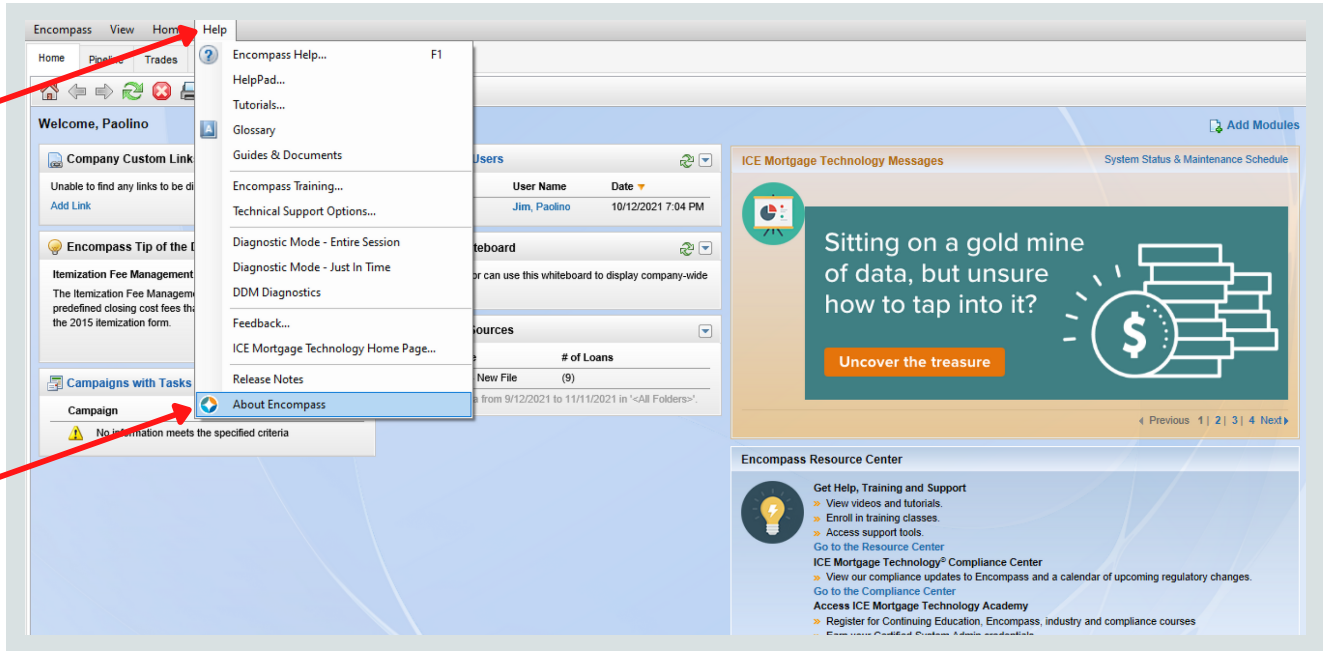 Encompass View Hom Help
Home Pipeline Trades
Encompass Help... F1
HelpPad...
Tutorials...
Glossary
Guides & Documents
Encompass Training...
Technical Support Options...
Diagnostic Mode - Entire Session
Diagnostic Mode - Just In Time
DDM Diagnostics
Feedback...
ICE Mortgage Technology Home Page...
Release Notes
About Encompass
Welcome, Paolino
Add Modules
Company Custom Link
Unable to find any links to be di
Add Link
Encompass Tip of the D
Itemization Fee Management
The Itemization Fee Managem
predefined closing cost fees tha
the 2015 itemization form.
Campaigns with Tasks
Campaign
No information meets the specified criteria
Users
User Name Date
Jim, Paolino 10/12/2021 7:04 PM
teboard
or can use this whiteboard to display company-wide
Sources
# of Loans
New File (9)
a from 9/12/2021 to 11/11/2021 in '<All Folders>'.
ICE Mortgage Technology Messages System Status & Maintenance Schedule
Sitting on a gold mine
of data, but unsure
how to tap into it?
$
Uncover the treasure
Previous 1| 2| 3| 4 Next
Encompass Resource Center
Get Help, Training and Support
» View videos and tutorials.
» Enroll in training classes.
» Access support tools.
Go to the Resource Center
ICE Mortgage Technology® Compliance Center
» View our compliance updates to Encompass and a calendar of upcoming regulatory changes.
Go to the Compliance Center
Access ICE Mortgage Technology Academy
» Register for Continuing Education, Encompass, industry and compliance courses
» Earn your Certified System Admin credentials